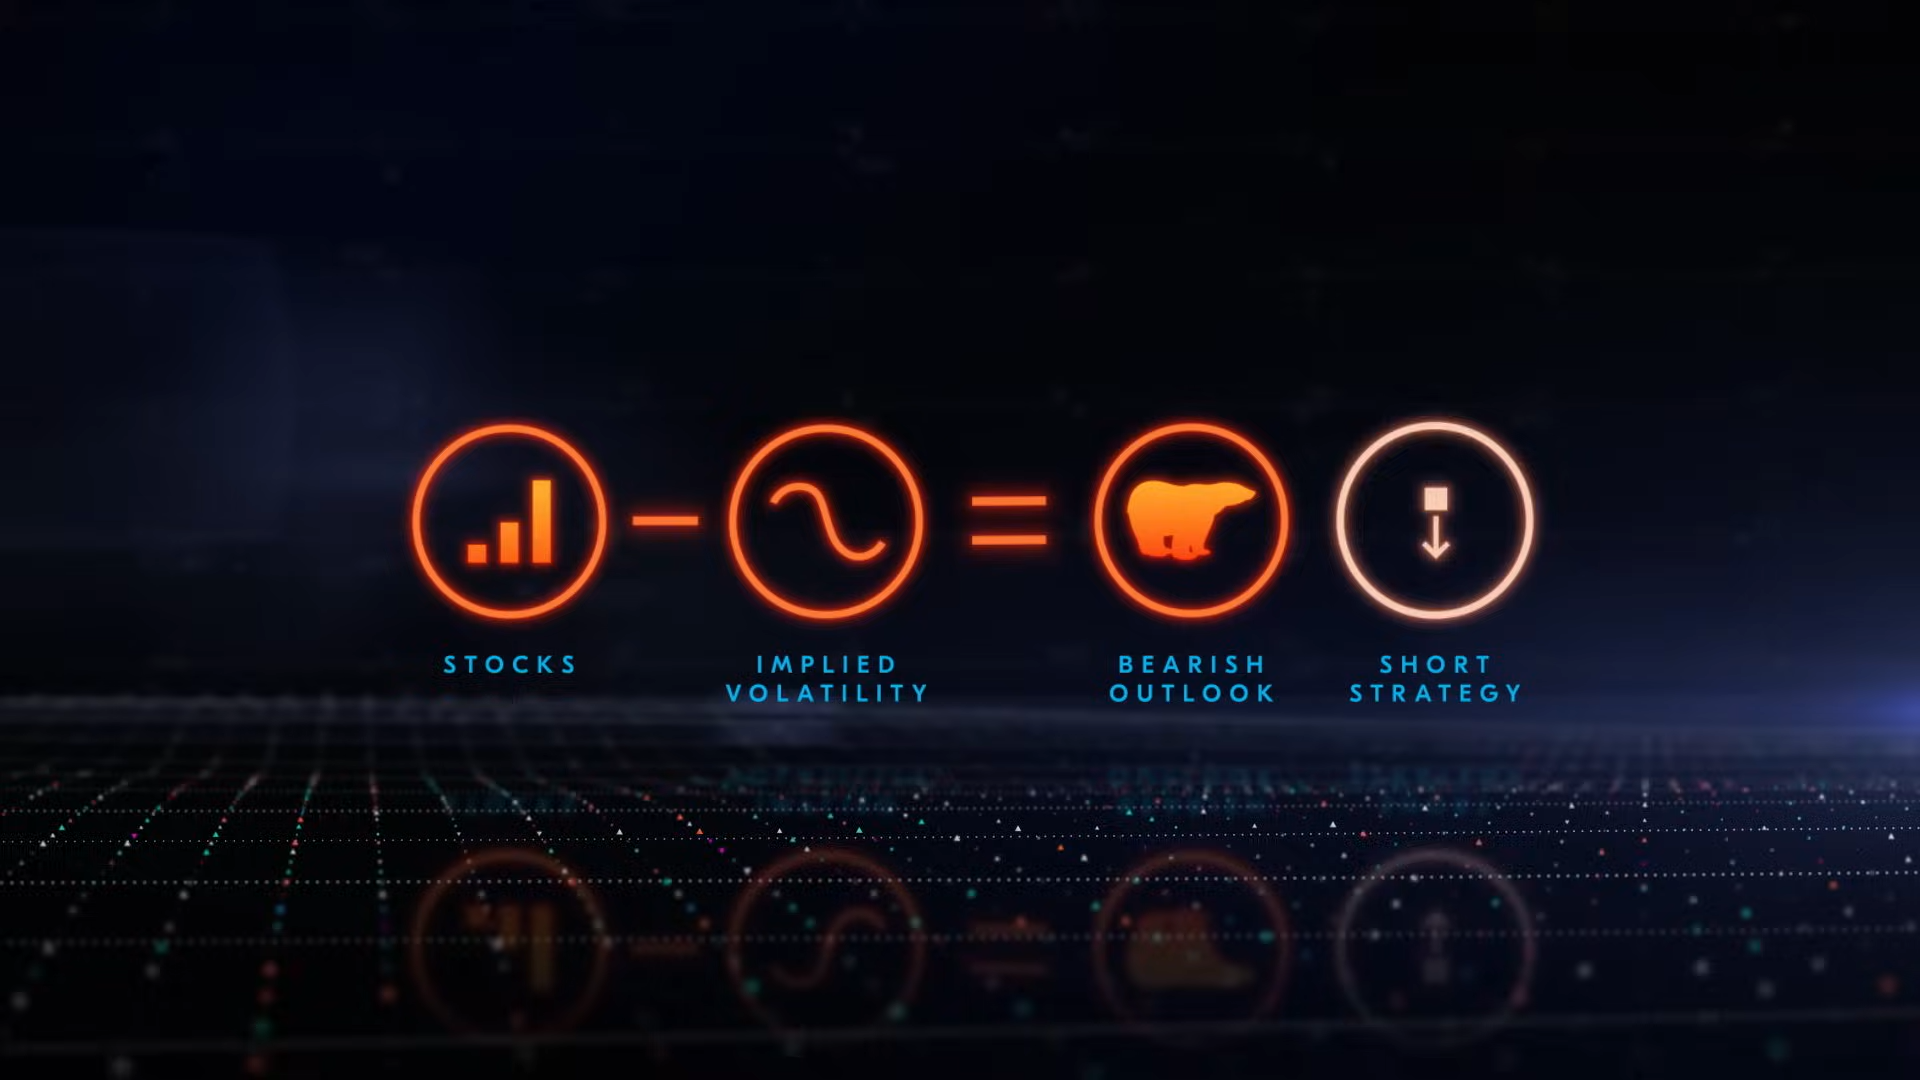 STOCKS
IMPLIED
VOLATILITY
BEARISH
OUTLOOK
SHORT
STRATEGY